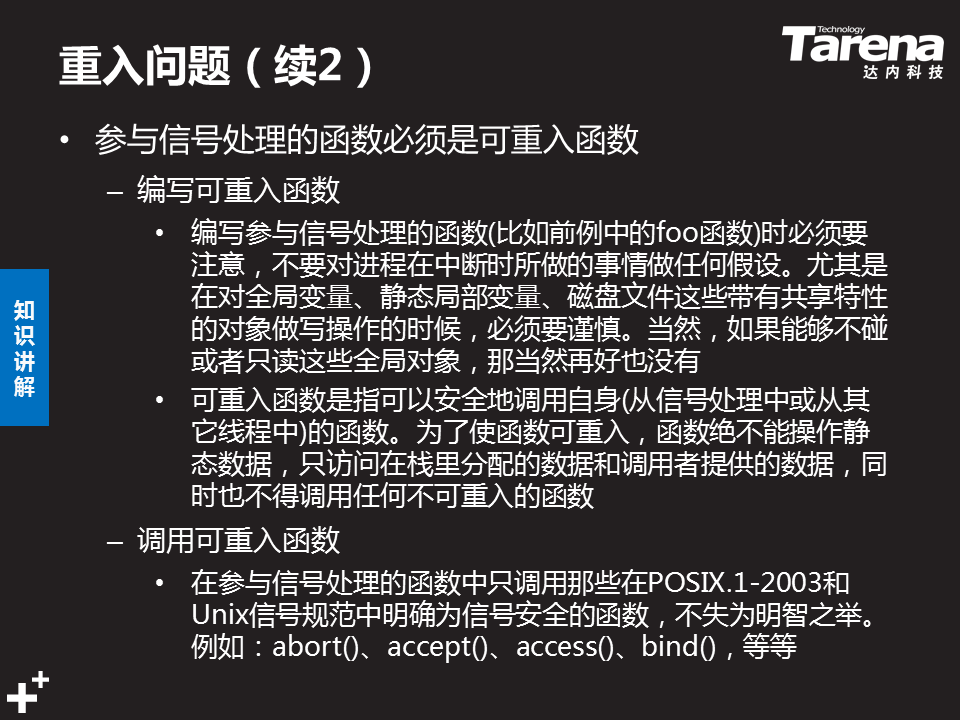 重入问题（续2）
Technology
Tarena
达内科技
• 参与信号处理的函数必须是可重入函数
– 编写可重入函数
• 编写参与信号处理的函数(比如前例中的foo函数)时必须要
注意，不要对进程在中断时所做的事情做任何假设。尤其是
在对全局变量、静态局部变量、磁盘文件这些带有共享特性
的对象做写操作的时候，必须要谨慎。当然，如果能够不碰
或者只读这些全局对象，那当然再好也没有
• 可重入函数是指可以安全地调用自身(从信号处理中或从其
它线程中)的函数。为了使函数可重入，函数绝不能操作静
态数据，只访问在栈里分配的数据和调用者提供的数据，同
时也不得调用任何不可重入的函数
– 调用可重入函数
• 在参与信号处理的函数中只调用那些在POSIX.1-2003和
Unix信号规范中明确为信号安全的函数，不失为明智之举。
例如：abort()、accept()、access()、bind()，等等
知
识
讲
解